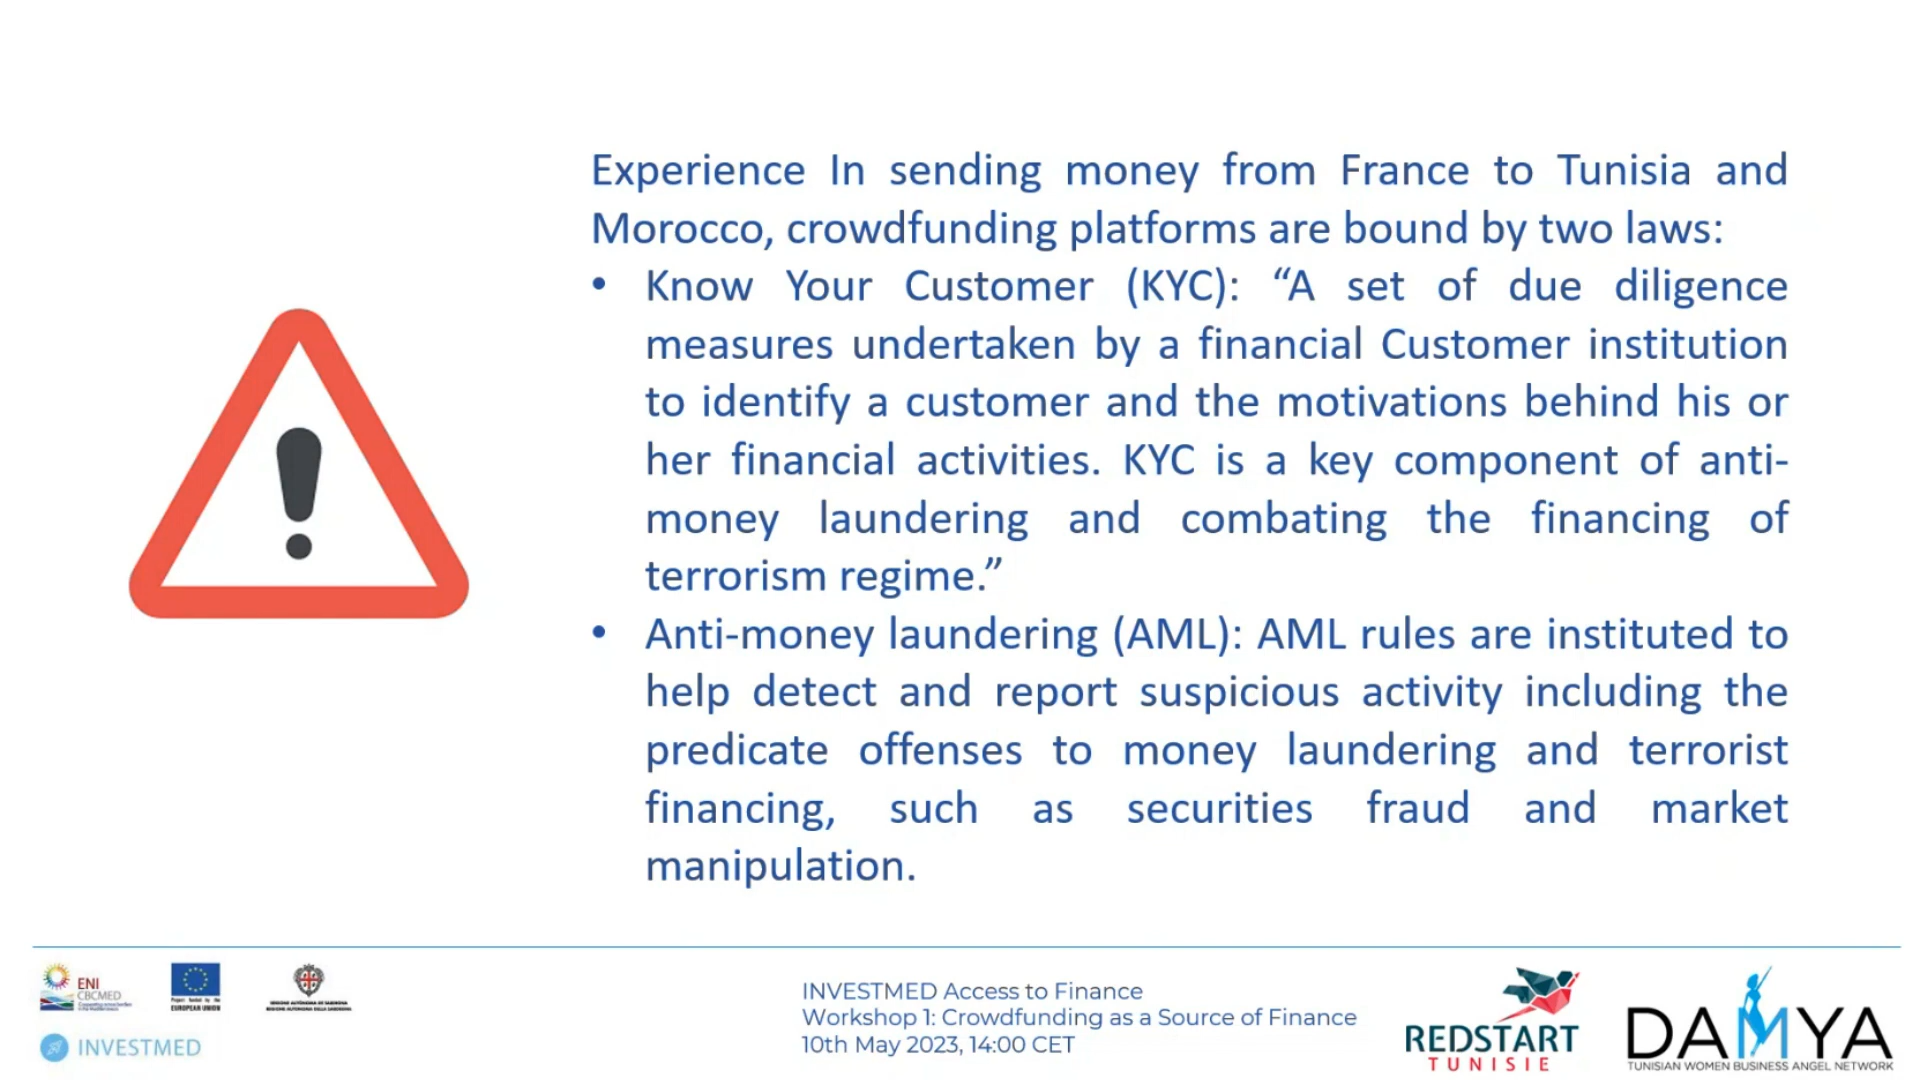 Experience In sending money from France to Tunisia and
Morocco, crowdfunding platforms are bound by two laws:
• Know Your Customer (KYC): “A set of due diligence
measures undertaken by a financial Customer institution
to identify a customer and the motivations behind his or
her financial activities. KYC is a key component of anti-
money laundering and combating the financing of
terrorism regime.”
• Anti-money laundering (AML): AML rules are instituted to
help detect and report suspicious activity including the
predicate offenses to money laundering and terrorist
financing, such as securities fraud and market
manipulation.
ENI
CBCMED
Project funded by the
EUROPEAN UNION
INVESTMED
INVESTMED Access to Finance
Workshop 1: Crowdfunding as a Source of Finance
10th May 2023, 14:00 CET
REDSTART
TUNISIE
DAMYA
TUNISIAN WOMEN BUSINESS ANGEL NETWORK